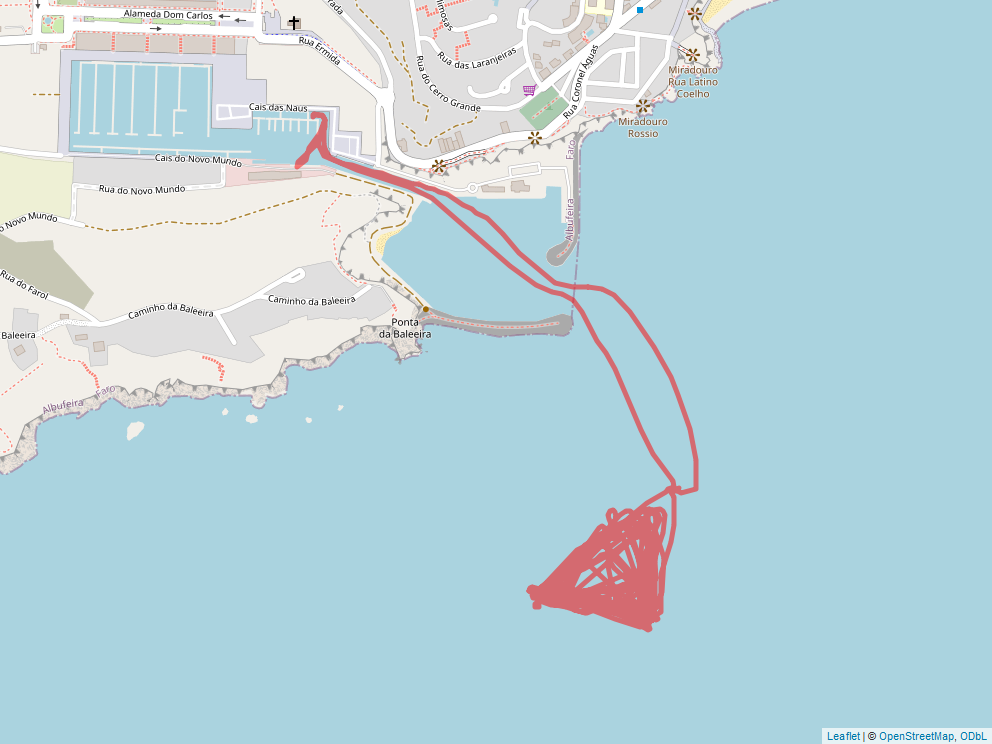 Alameda Dom Carlos
Rua Ermida
Rua das Laranjeiras
Rua do Cerro Grande
Rua Coronel Águas
Miradouro
Rua Latino
Coelho
Miradouro
Rossio
Cais das Naus
Cais do Novo Mundo
Rua do Novo Mundo
o Novo Mundo
Faro
Albufeira
Rua do Farol
Caminho da Baleeira
Caminho da Baleeira
Baleeira
Ponta
da Baleeira
Albufeira
Faro
Leaflet | © OpenStreetMap, ODbL